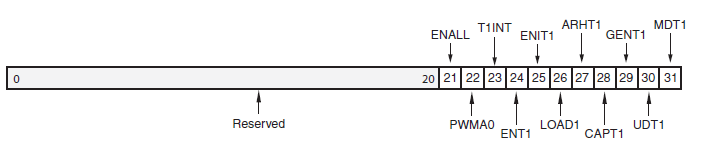 ENALL T1INT ENIT1 ARHT1 GENT1 MDT1
0 20 21 22 23 24 25 26 27 28 29 30 31
Reserved PWMA0 ENT1 LOAD1 CAPT1 UDT1